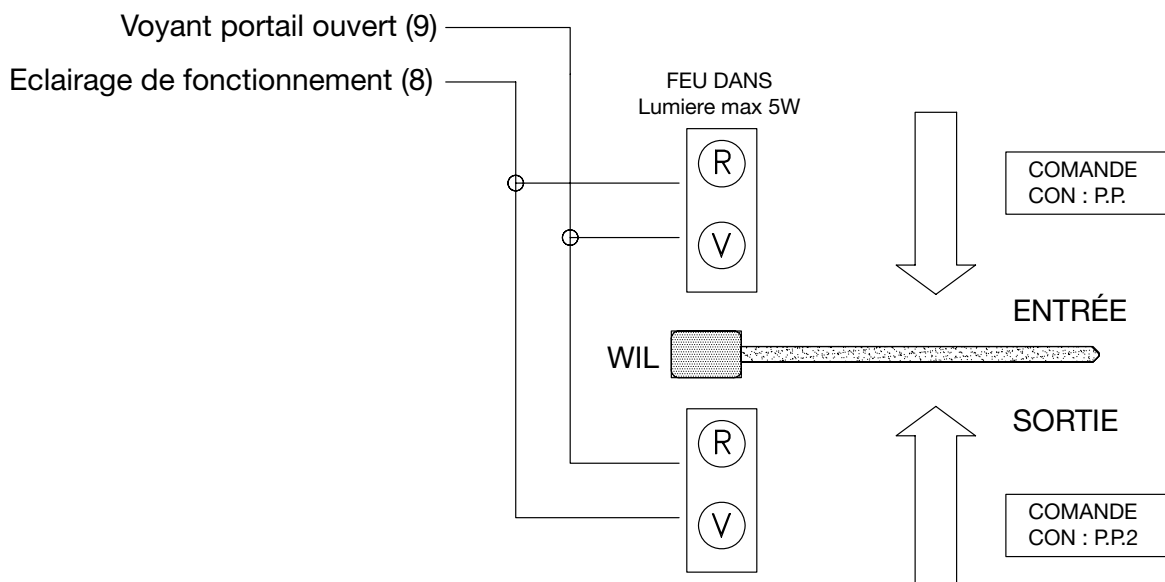 Voyant portail ouvert (9)
Eclairage de fonctionnement (8)
FEU DANS
Lumiere max 5W
R
V
COMANDE
CON : P.P.
ENTRÉE
WIL
SORTIE
R
V
COMANDE
CON : P.P.2